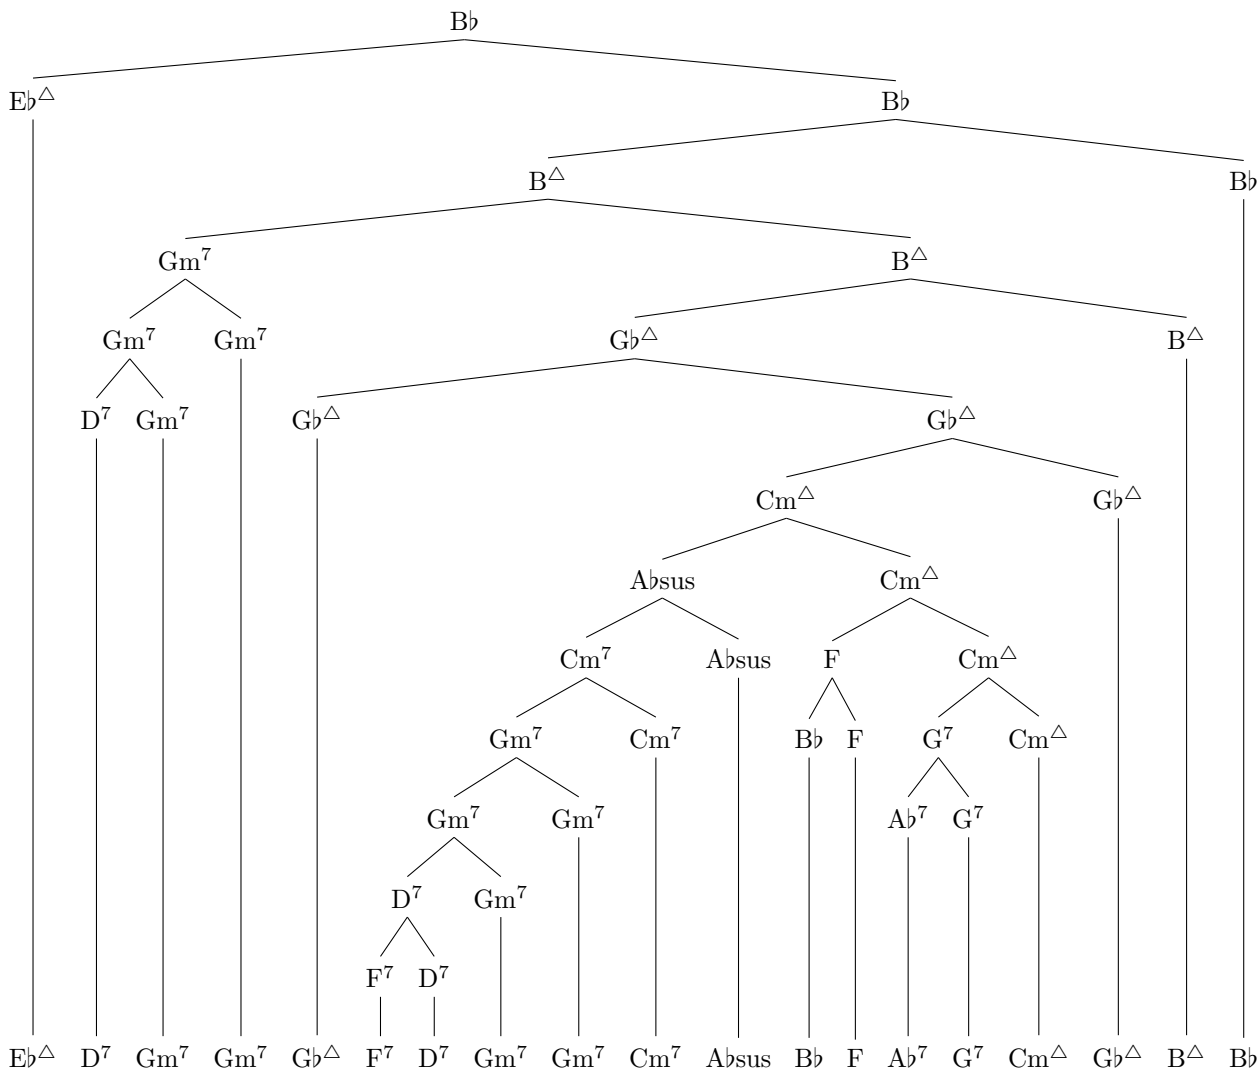 B♭
E♭△ B♭
B△ B♭
Gm⁷ B△
Gm⁷ Gm⁷ G♭△ B△
D⁷ Gm⁷ G♭△ G♭△
Cm△ G♭△
A♭sus Cm△
Cm⁷ A♭sus F Cm△
Gm⁷ Cm⁷ B♭ F G⁷ Cm△
Gm⁷ Gm⁷ A♭⁷ G⁷
D⁷ Gm⁷
F⁷ D⁷
E♭△ D⁷ Gm⁷ Gm⁷ G♭△ F⁷ D⁷ Gm⁷ Gm⁷ Cm⁷ A♭sus B♭ F A♭⁷ G⁷ Cm△ G♭△ B△ B♭